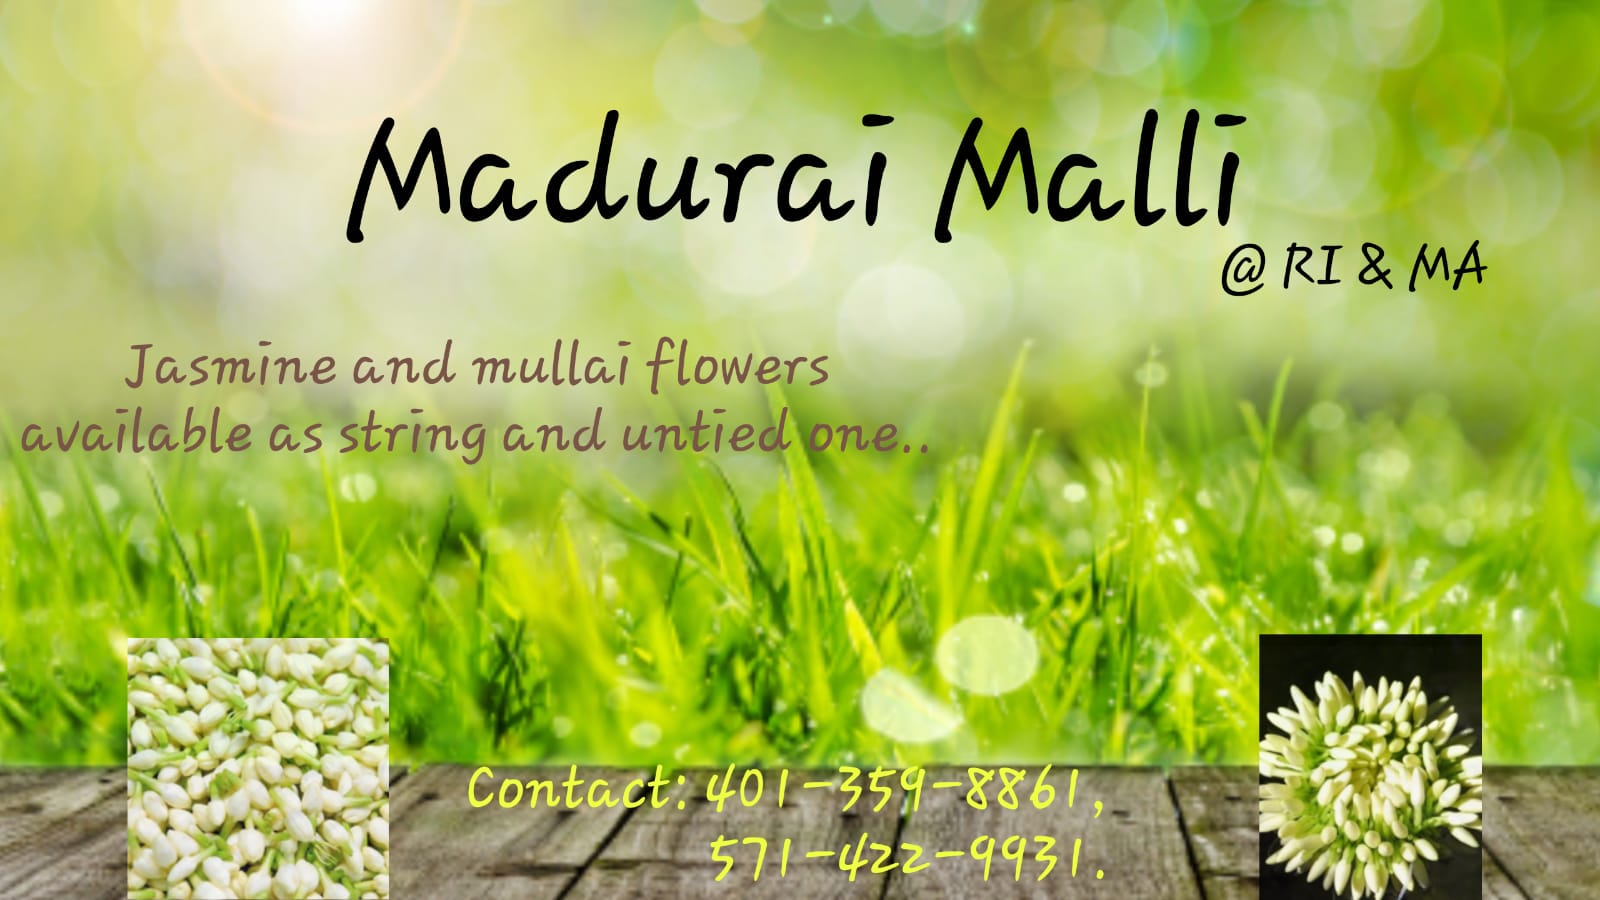 Madurai Malli
@ RI & MA
Jasmine and mullai flowers
available as string and untied one..
Contact: 401-359-8861,
571-422-9931.